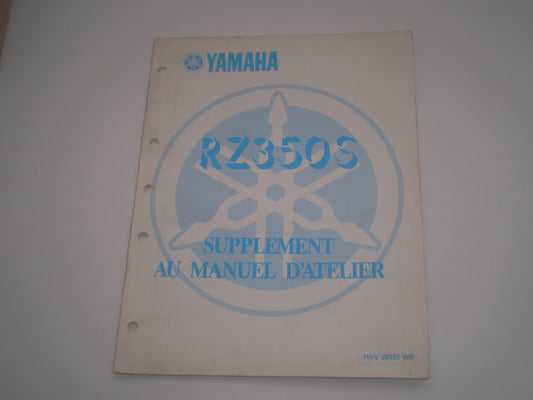 YAMAHA
RZ350S
SUPPLEMENT
AU MANUEL D'ATELIER
1WV-28197-W0